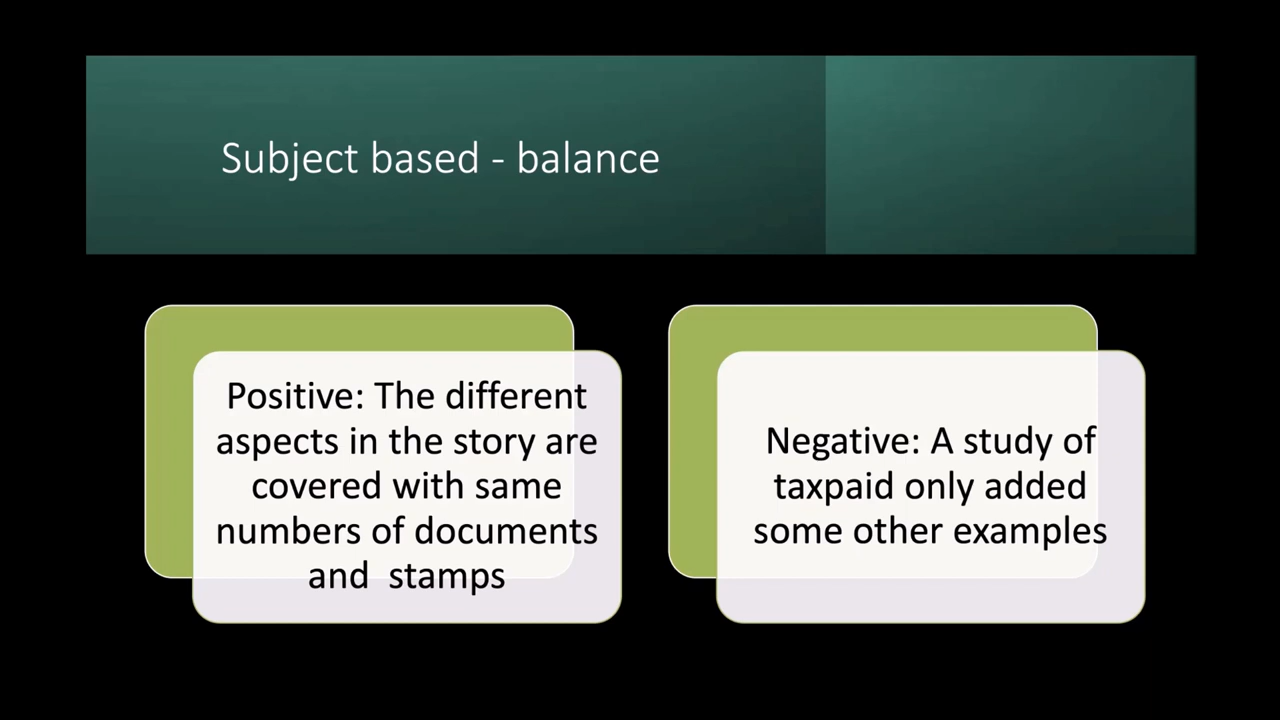 Subject based - balance
Positive: The different
aspects in the story are
covered with same
numbers of documents
and  stamps
Negative: A study of
taxpaid only added
some other examples